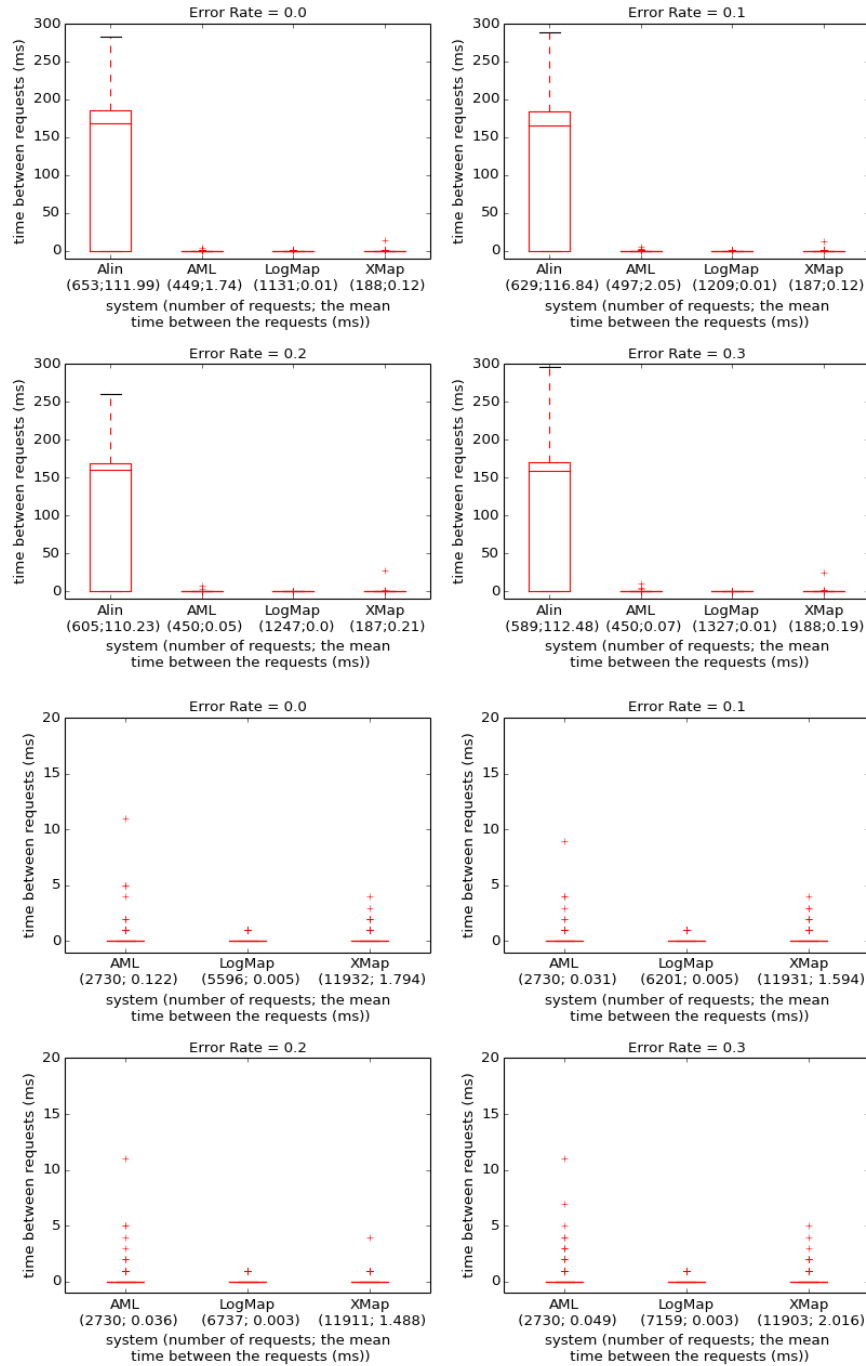 Error Rate = 0.0
300
250
200
150
100
50
0
time between requests (ms)
Alin AML LogMap XMap
(653;111.99) (449;1.74) (1131;0.01) (188;0.12)
system (number of requests; the mean
time between the requests (ms))
Error Rate = 0.1
300
250
200
150
100
50
0
time between requests (ms)
Alin AML LogMap XMap
(629;116.84) (497;2.05) (1209;0.01) (187;0.12)
system (number of requests; the mean
time between the requests (ms))
Error Rate = 0.2
300
250
200
150
100
50
0
time between requests (ms)
Alin AML LogMap XMap
(605;110.23) (450;0.05) (1247;0.0) (187;0.21)
system (number of requests; the mean
time between the requests (ms))
Error Rate = 0.3
300
250
200
150
100
50
0
time between requests (ms)
Alin AML LogMap XMap
(589;112.48) (450;0.07) (1327;0.01) (188;0.19)
system (number of requests; the mean
time between the requests (ms))
Error Rate = 0.0
20
15
10
5
0
time between requests (ms)
AML LogMap XMap
(2730; 0.122) (5596; 0.005) (11932; 1.794)
system (number of requests; the mean
time between the requests (ms))
Error Rate = 0.1
20
15
10
5
0
time between requests (ms)
AML LogMap XMap
(2730; 0.031) (6201; 0.005) (11931; 1.594)
system (number of requests; the mean
time between the requests (ms))
Error Rate = 0.2
20
15
10
5
0
time between requests (ms)
AML LogMap XMap
(2730; 0.036) (6737; 0.003) (11911; 1.488)
system (number of requests; the mean
time between the requests (ms))
Error Rate = 0.3
20
15
10
5
0
time between requests (ms)
AML LogMap XMap
(2730; 0.049) (7159; 0.003) (11903; 2.016)
system (number of requests; the mean
time between the requests (ms))